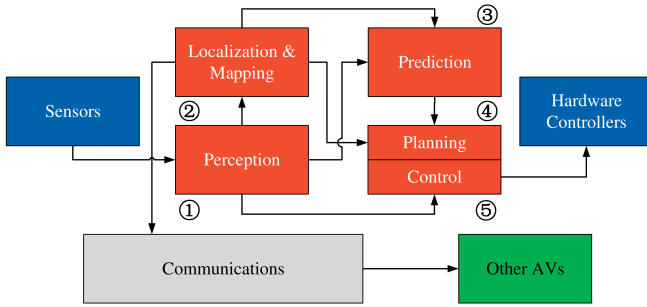 ③
Localization &
Mapping
Prediction
Sensors
②
④
Hardware
Controllers
Perception
Planning
Control
①
⑤
Communications
Other AVs